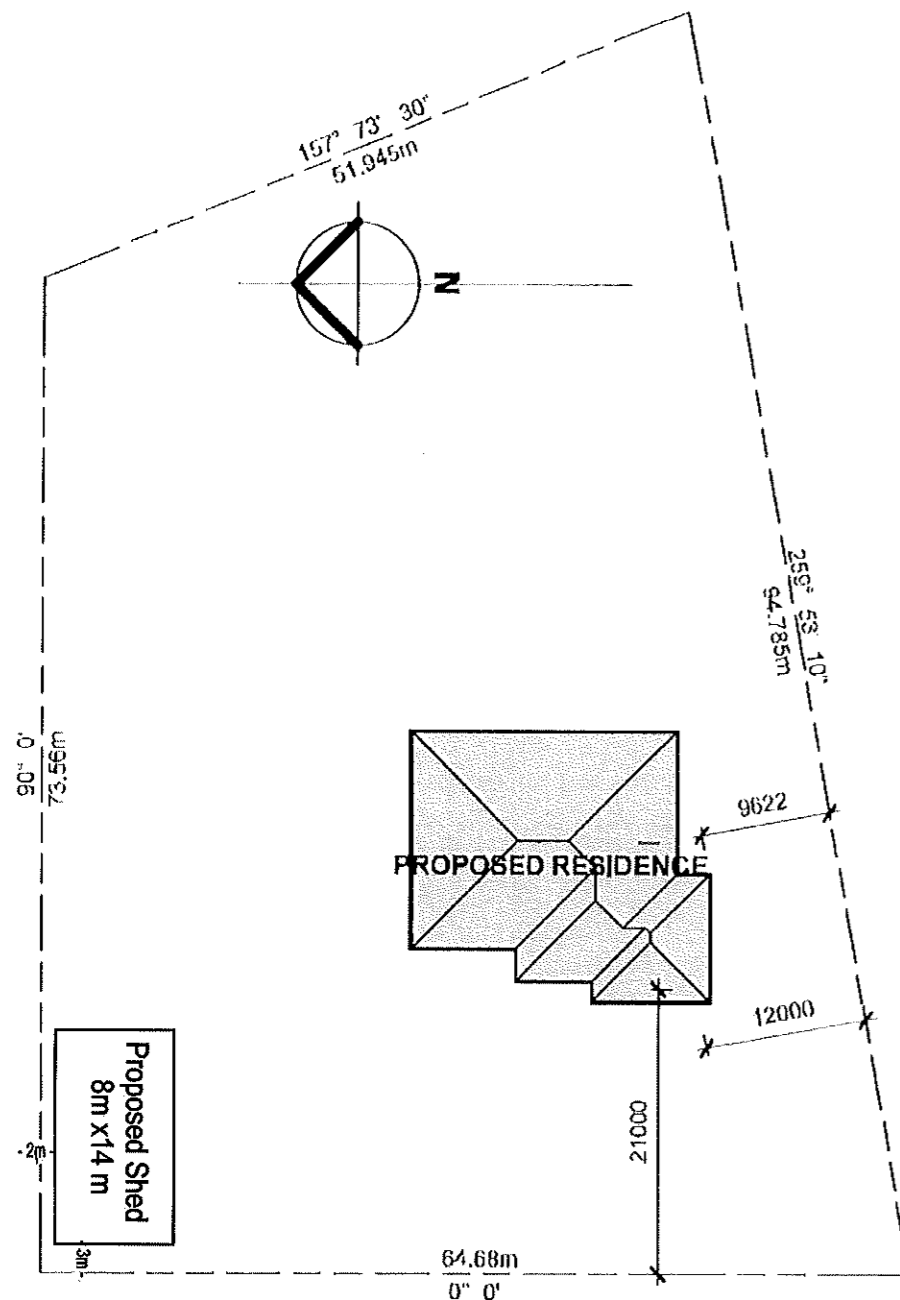 157° 73' 30"
51.945m
N
259° 53' 10"
94.785m
90° 0'
73.56m
9622
PROPOSED RESIDENCE
12000
Proposed Shed
8m x14 m
21000
2m
3m
64.68m
0° 0'